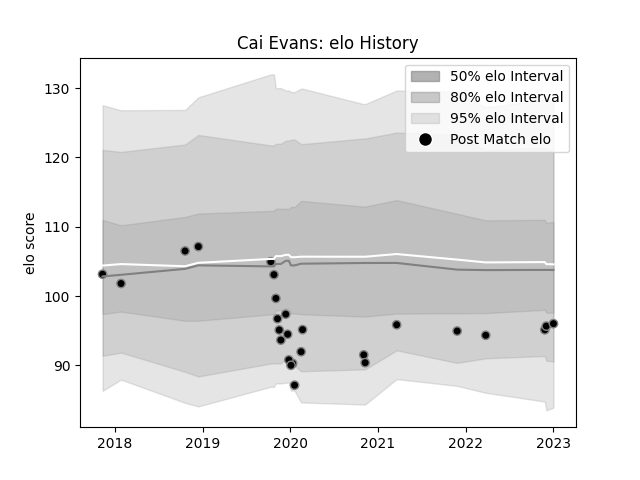 Cai Evans: elo History
50% elo Interval
80% elo Interval
95% elo Interval
Post Match elo
elo score
130
120
110
100
90
2018 2019 2020 2021 2022 2023